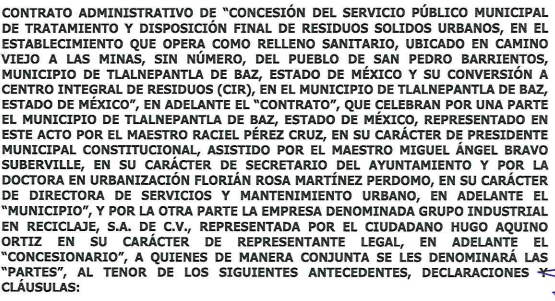 CONTRATO ADMINISTRATIVO DE “CONCESIÓN DEL SERVICIO PÚBLICO MUNICIPAL
DE TRATAMIENTO Y DISPOSICIÓN FINAL DE RESIDUOS SOLIDOS URBANOS, EN EL
ESTABLECIMIENTO QUE OPERA COMO RELLENO SANITARIO, UBICADO EN CAMINO
VIEJO A LAS MINAS, SIN NÚMERO, DEL PUEBLO DE SAN PEDRO BARRIENTOS,
MUNICIPIO DE TLALNEPANTLA DE BAZ, ESTADO DE MÉXICO Y SU CONVERSIÓN A
CENTRO INTEGRAL DE RESIDUOS (CIR), EN EL MUNICIPIO DE TLALNEPANTLA DE BAZ,
ESTADO DE MÉXICO”, EN ADELANTE EL “CONTRATO”, QUE CELEBRAN POR UNA PARTE
EL MUNICIPIO DE TLALNEPANTLA DE BAZ, ESTADO DE MÉXICO, REPRESENTADO EN
ESTE ACTO POR EL MAESTRO RACIEL PÉREZ CRUZ, EN SU CARÁCTER DE PRESIDENTE
MUNICIPAL CONSTITUCIONAL, ASISTIDO POR EL MAESTRO MIGUEL ÁNGEL BRAVO
SUBERVILLE, EN SU CARÁCTER DE SECRETARIO DEL AYUNTAMIENTO Y POR LA
DOCTORA EN URBANIZACIÓN FLORIÁN ROSA MARTÍNEZ PERDOMO, EN SU CARÁCTER
DE DIRECTORA DE SERVICIOS Y MANTENIMIENTO URBANO, EN ADELANTE EL
“MUNICIPIO”, Y POR LA OTRA PARTE LA EMPRESA DENOMINADA GRUPO INDUSTRIAL
EN RECICLAJE, S.A. DE C.V., REPRESENTADA POR EL CIUDADANO HUGO AQUINO
ORTIZ EN SU CARÁCTER DE REPRESENTANTE LEGAL, EN ADELANTE EL
“CONCESIONARIO”, A QUIENES DE MANERA CONJUNTA SE LES DENOMINARÁ LAS
“PARTES”, AL TENOR DE LOS SIGUIENTES ANTECEDENTES, DECLARACIONES Y
CLÁUSULAS: